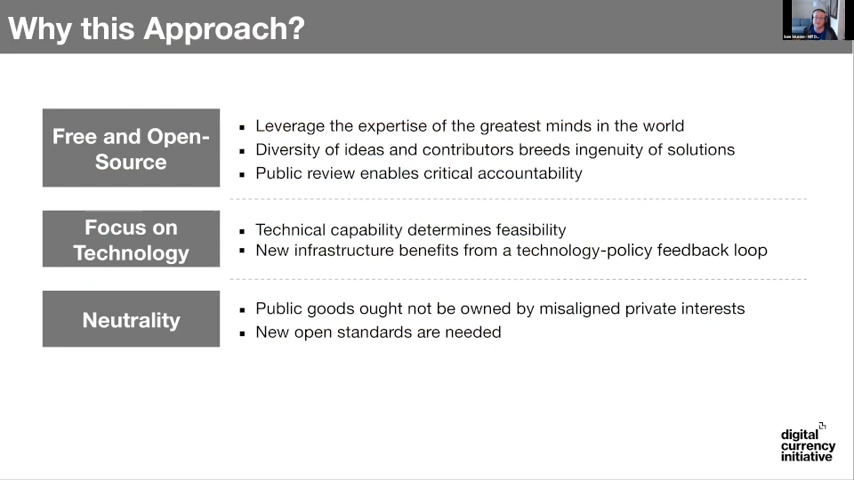 Why this Approach?
Free and Open-
Source
▪ Leverage the expertise of the greatest minds in the world
▪ Diversity of ideas and contributors breeds ingenuity of solutions
▪ Public review enables critical accountability
Focus on
Technology
▪ Technical capability determines feasibility
▪ New infrastructure benefits from a technology-policy feedback loop
Neutrality
▪ Public goods ought not be owned by misaligned private interests
▪ New open standards are needed
digital
currency
initiative